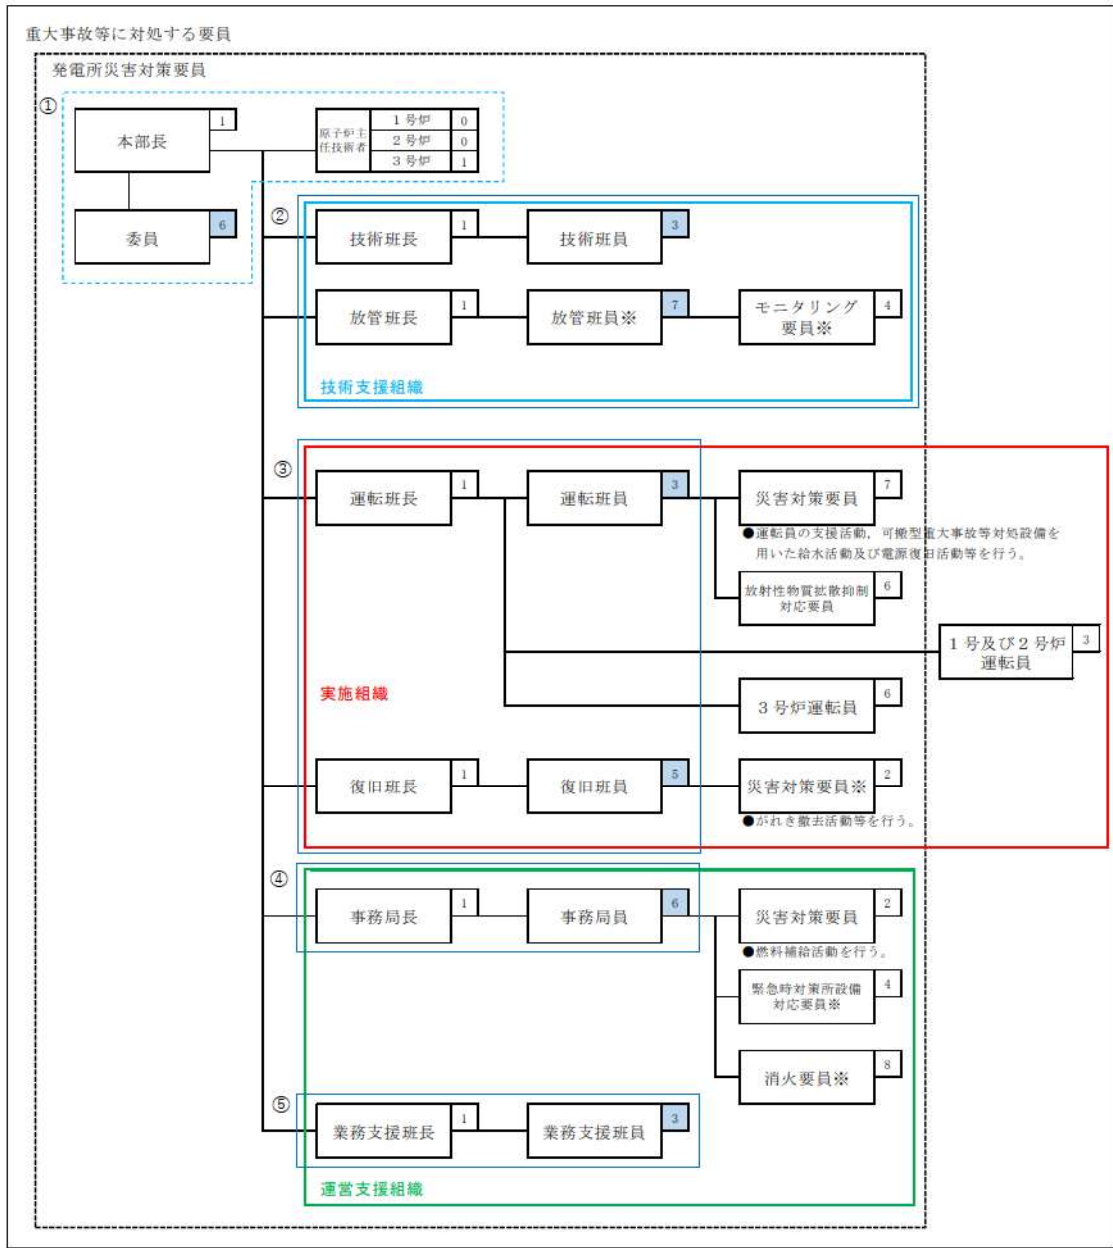 重大事故等に対処する要員
発電所災害対策要員
①
本部長
1
原子炉主
任技術者
1号炉
0
2号炉
0
3号炉
1
委員
6
②
技術班長
1
技術班員
3
放管班長
1
放管班員※
7
モニタリング
要員※
4
技術支援組織
③
運転班長
1
運転班員
3
災害対策要員
7
●運転員の支援活動，可搬型重大事故等対処設備を
用いた給水活動及び電源復旧活動等を行う。
放射性物質拡散抑制
対応要員
6
1号及び2号炉
運転員
3
実施組織
3号炉運転員
6
復旧班長
1
復旧班員
5
災害対策要員※
2
●がれき撤去活動等を行う。
④
事務局長
1
事務局員
6
災害対策要員
2
●燃料補給活動を行う。
緊急時対策所設備
対応要員※
4
消火要員※
8
⑤
業務支援班長
1
業務支援班員
3
運営支援組織